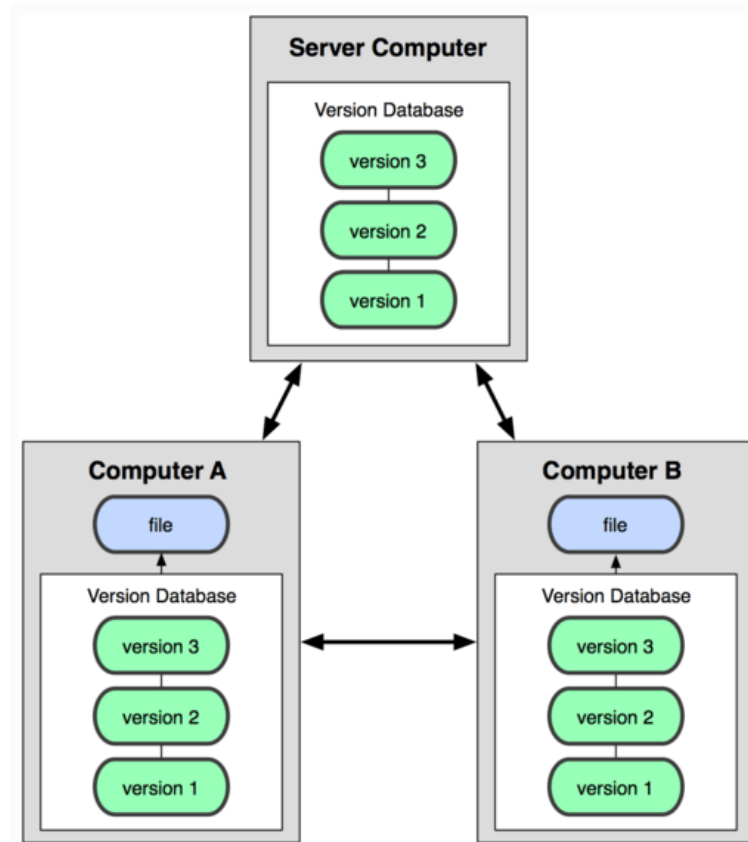 Server Computer
Version Database
version 3
version 2
version 1
Computer A
file
Version Database
version 3
version 2
version 1
Computer B
file
Version Database
version 3
version 2
version 1